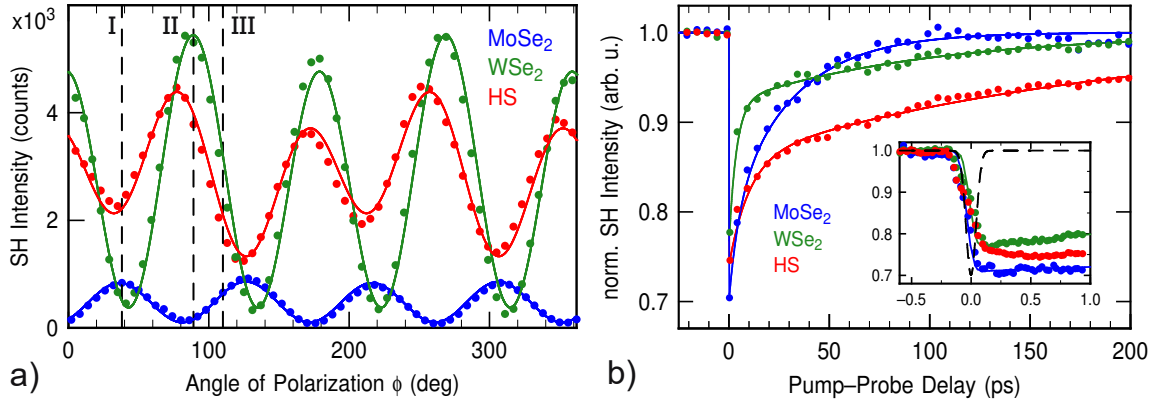 ×10³
I
II
III
MoSe₂
WSe₂
HS
6
4
2
0
SH Intensity (counts)
0
100
200
300
Angle of Polarization ϕ (deg)
a)
1.0
0.9
0.8
0.7
norm. SH Intensity (arb. u.)
MoSe₂
WSe₂
HS
1.0
0.9
0.8
0.7
-0.5
0.0
0.5
1.0
0
50
100
150
200
Pump–Probe Delay (ps)
b)